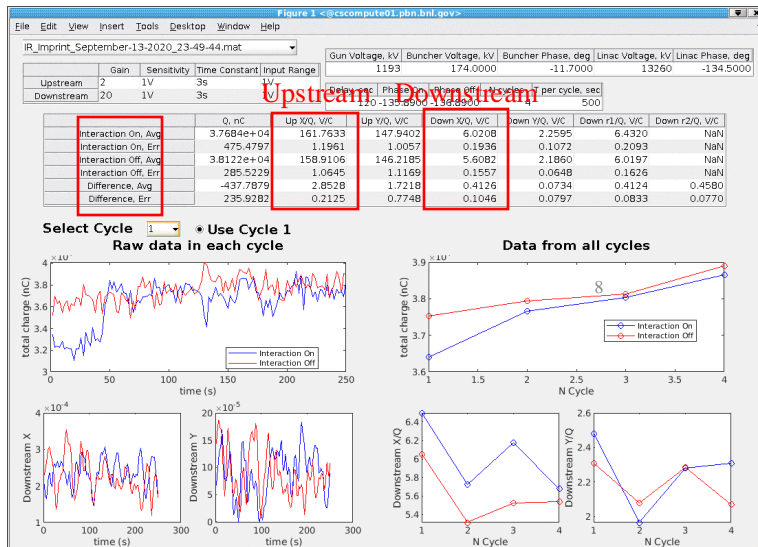 Figure 1 <@cscompute01.pbn.bnl.gov>
File Edit View Insert Tools Desktop Window Help
IR_Imprint_September-13-2020_23-49-44.mat
Gun Voltage, kV Buncher Voltage, kV Buncher Phase, deg Linac Voltage, kV Linac Phase, deg
1193 174.0000 -11.7000 13260 -134.5000
Gain Sensitivity Time Constant Input Range
Upstream 2 1V 3s 1V
Downstream 20 1V 3s
Upstream Downstream
Delay, sec Phase On Phase Off N cycles T per cycle, sec
120 -135.8900 -136.8900 4 500
Q, nC Up X/Q, V/C Up Y/Q, V/C Down X/Q, V/C Down Y/Q, V/C Down r1/Q, V/C Down r2/Q, V/C
Interaction On, Avg 3.7684e+04 161.7633 147.9402 6.0208 2.2595 6.4320 NaN
Interaction On, Err 475.4797 1.1961 1.0057 0.1936 0.1072 0.2093 NaN
Interaction Off, Avg 3.8122e+04 158.9106 146.2185 5.6082 2.1860 6.0197 NaN
Interaction Off, Err 285.5229 1.0645 1.1169 0.1557 0.0648 0.1626 NaN
Difference, Avg -437.7879 2.8528 1.7218 0.4126 0.0734 0.4124 0.4580
Difference, Err 235.9282 0.2125 0.7748 0.1046 0.0797 0.0833 0.0770
Select Cycle 1 Use Cycle 1
Raw data in each cycle
4
3.8
3.6
3.4
3.2
3
total charge (nC)
Interaction On
Interaction Off
0 50 100 150 200 250
time (s)
Data from all cycles
3.9
3.8
3.7
3.6
total charge (nC)
8
Interaction On
Interaction Off
1 1.5 2 2.5 3 3.5 4
N Cycle
4 ×10-4
3
2
1
Downstream X
0 100 200 300
time (s)
20 ×10-5
15
10
5
0
Downstream Y
0 100 200 300
time (s)
6.4
6.2
6
5.8
5.6
5.4
Downstream X/Q
1 2 3 4
N Cycle
2.6
2.4
2.2
2
Downstream Y/Q
1 2 3 4
N Cycle